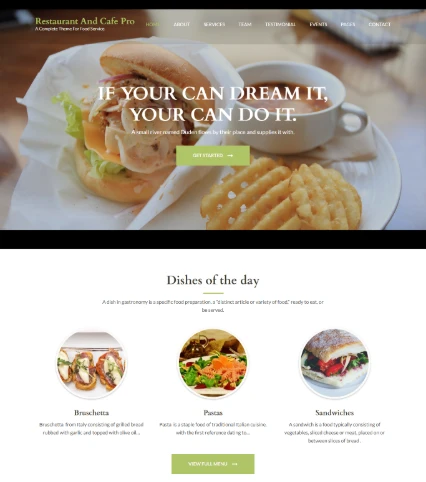 Restaurant And Cafe Pro
A Complete Theme For Food Service
HOME ABOUT SERVICES TEAM TESTIMONIAL EVENTS PAGES CONTACT
IF YOUR CAN DREAM IT,
YOUR CAN DO IT.
A small river named Duden flows by their place and supplies it with.
GET STARTED →
Dishes of the day
A dish in gastronomy is a specific food preparation, a "distinct article or variety of food," ready to eat, or
be served.
Bruschetta
Bruschetta from Italy consisting of grilled bread
rubbed with garlic and topped with olive oil...
Pastas
Pasta is a staple food of traditional Italian cuisine,
with the first reference dating to...
Sandwiches
A sandwich is a food typically consisting of
vegetables, sliced cheese or meat, placed on or
between slices of bread .
VIEW FULL MENU →